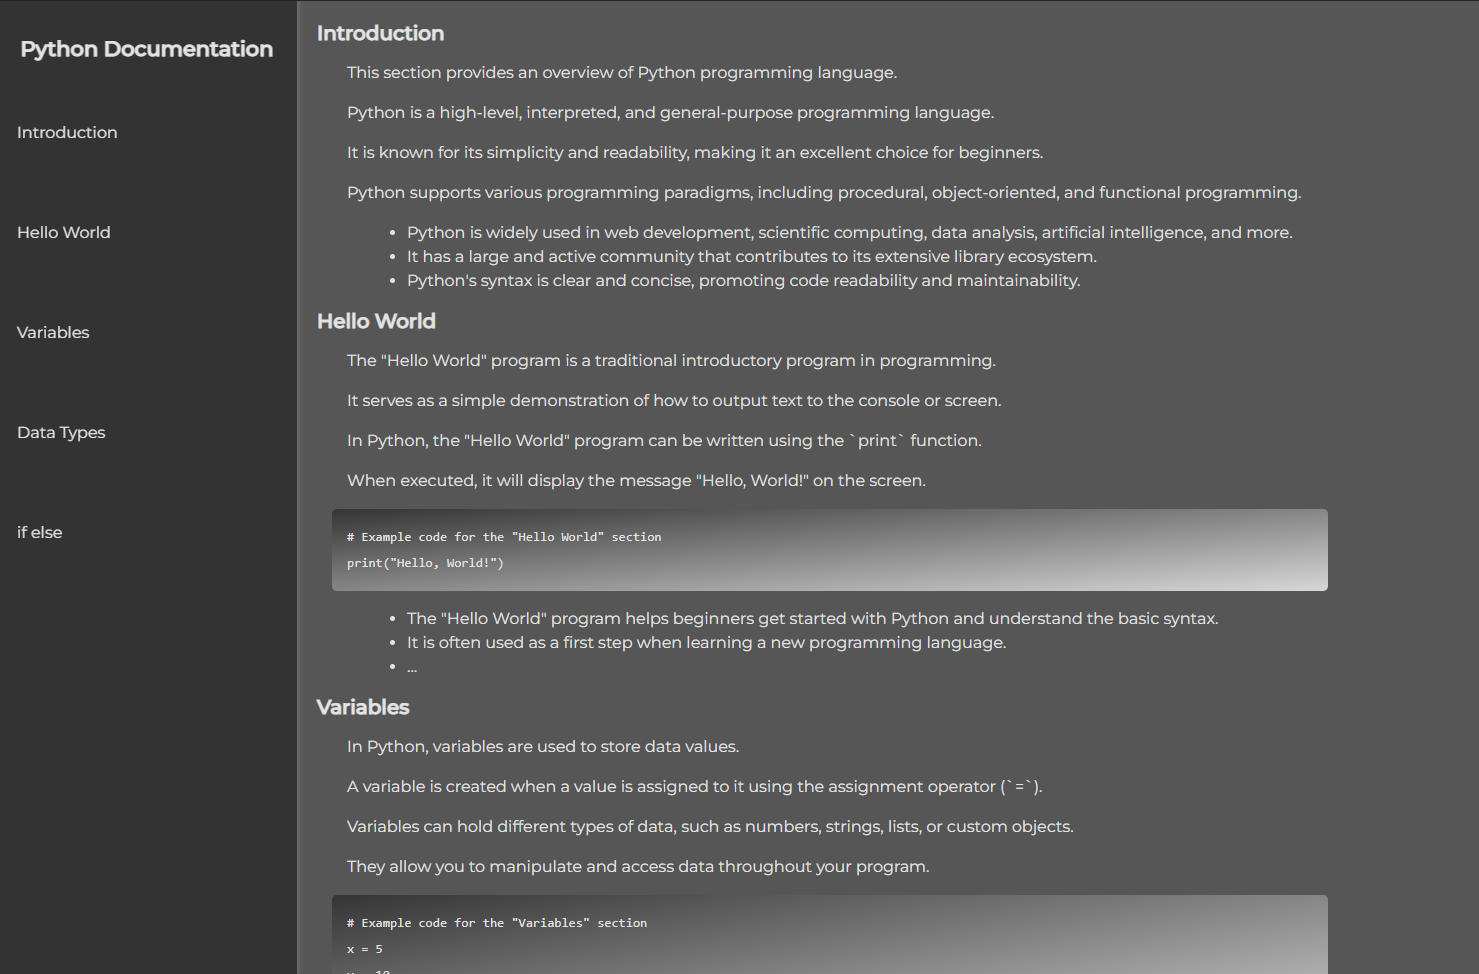 Python Documentation
Introduction
Hello World
Variables
Data Types
if else
Introduction
This section provides an overview of Python programming language.
Python is a high-level, interpreted, and general-purpose programming language.
It is known for its simplicity and readability, making it an excellent choice for beginners.
Python supports various programming paradigms, including procedural, object-oriented, and functional programming.
• Python is widely used in web development, scientific computing, data analysis, artificial intelligence, and more.
• It has a large and active community that contributes to its extensive library ecosystem.
• Python's syntax is clear and concise, promoting code readability and maintainability.
Hello World
The "Hello World" program is a traditional introductory program in programming.
It serves as a simple demonstration of how to output text to the console or screen.
In Python, the "Hello World" program can be written using the `print` function.
When executed, it will display the message "Hello, World!" on the screen.
# Example code for the "Hello World" section
print("Hello, World!")
• The "Hello World" program helps beginners get started with Python and understand the basic syntax.
• It is often used as a first step when learning a new programming language.
• ...
Variables
In Python, variables are used to store data values.
A variable is created when a value is assigned to it using the assignment operator (`=`).
Variables can hold different types of data, such as numbers, strings, lists, or custom objects.
They allow you to manipulate and access data throughout your program.
# Example code for the "Variables" section
x = 5